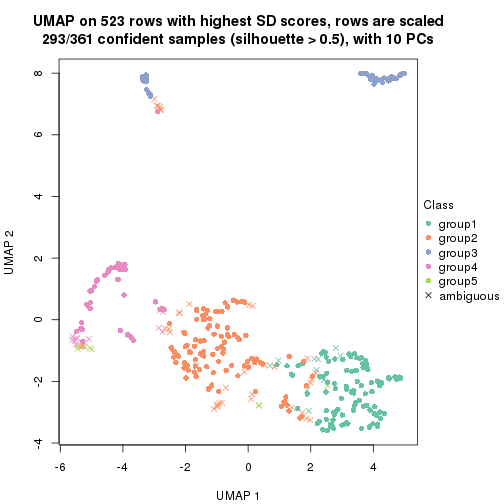 UMAP on 523 rows with highest SD scores, rows are scaled
293/361 confident samples (silhouette > 0.5), with 10 PCs
8
6
4
2
0
-2
-4
UMAP 2
-6
-4
-2
0
2
4
UMAP 1
Class
group1
group2
group3
group4
group5
ambiguous